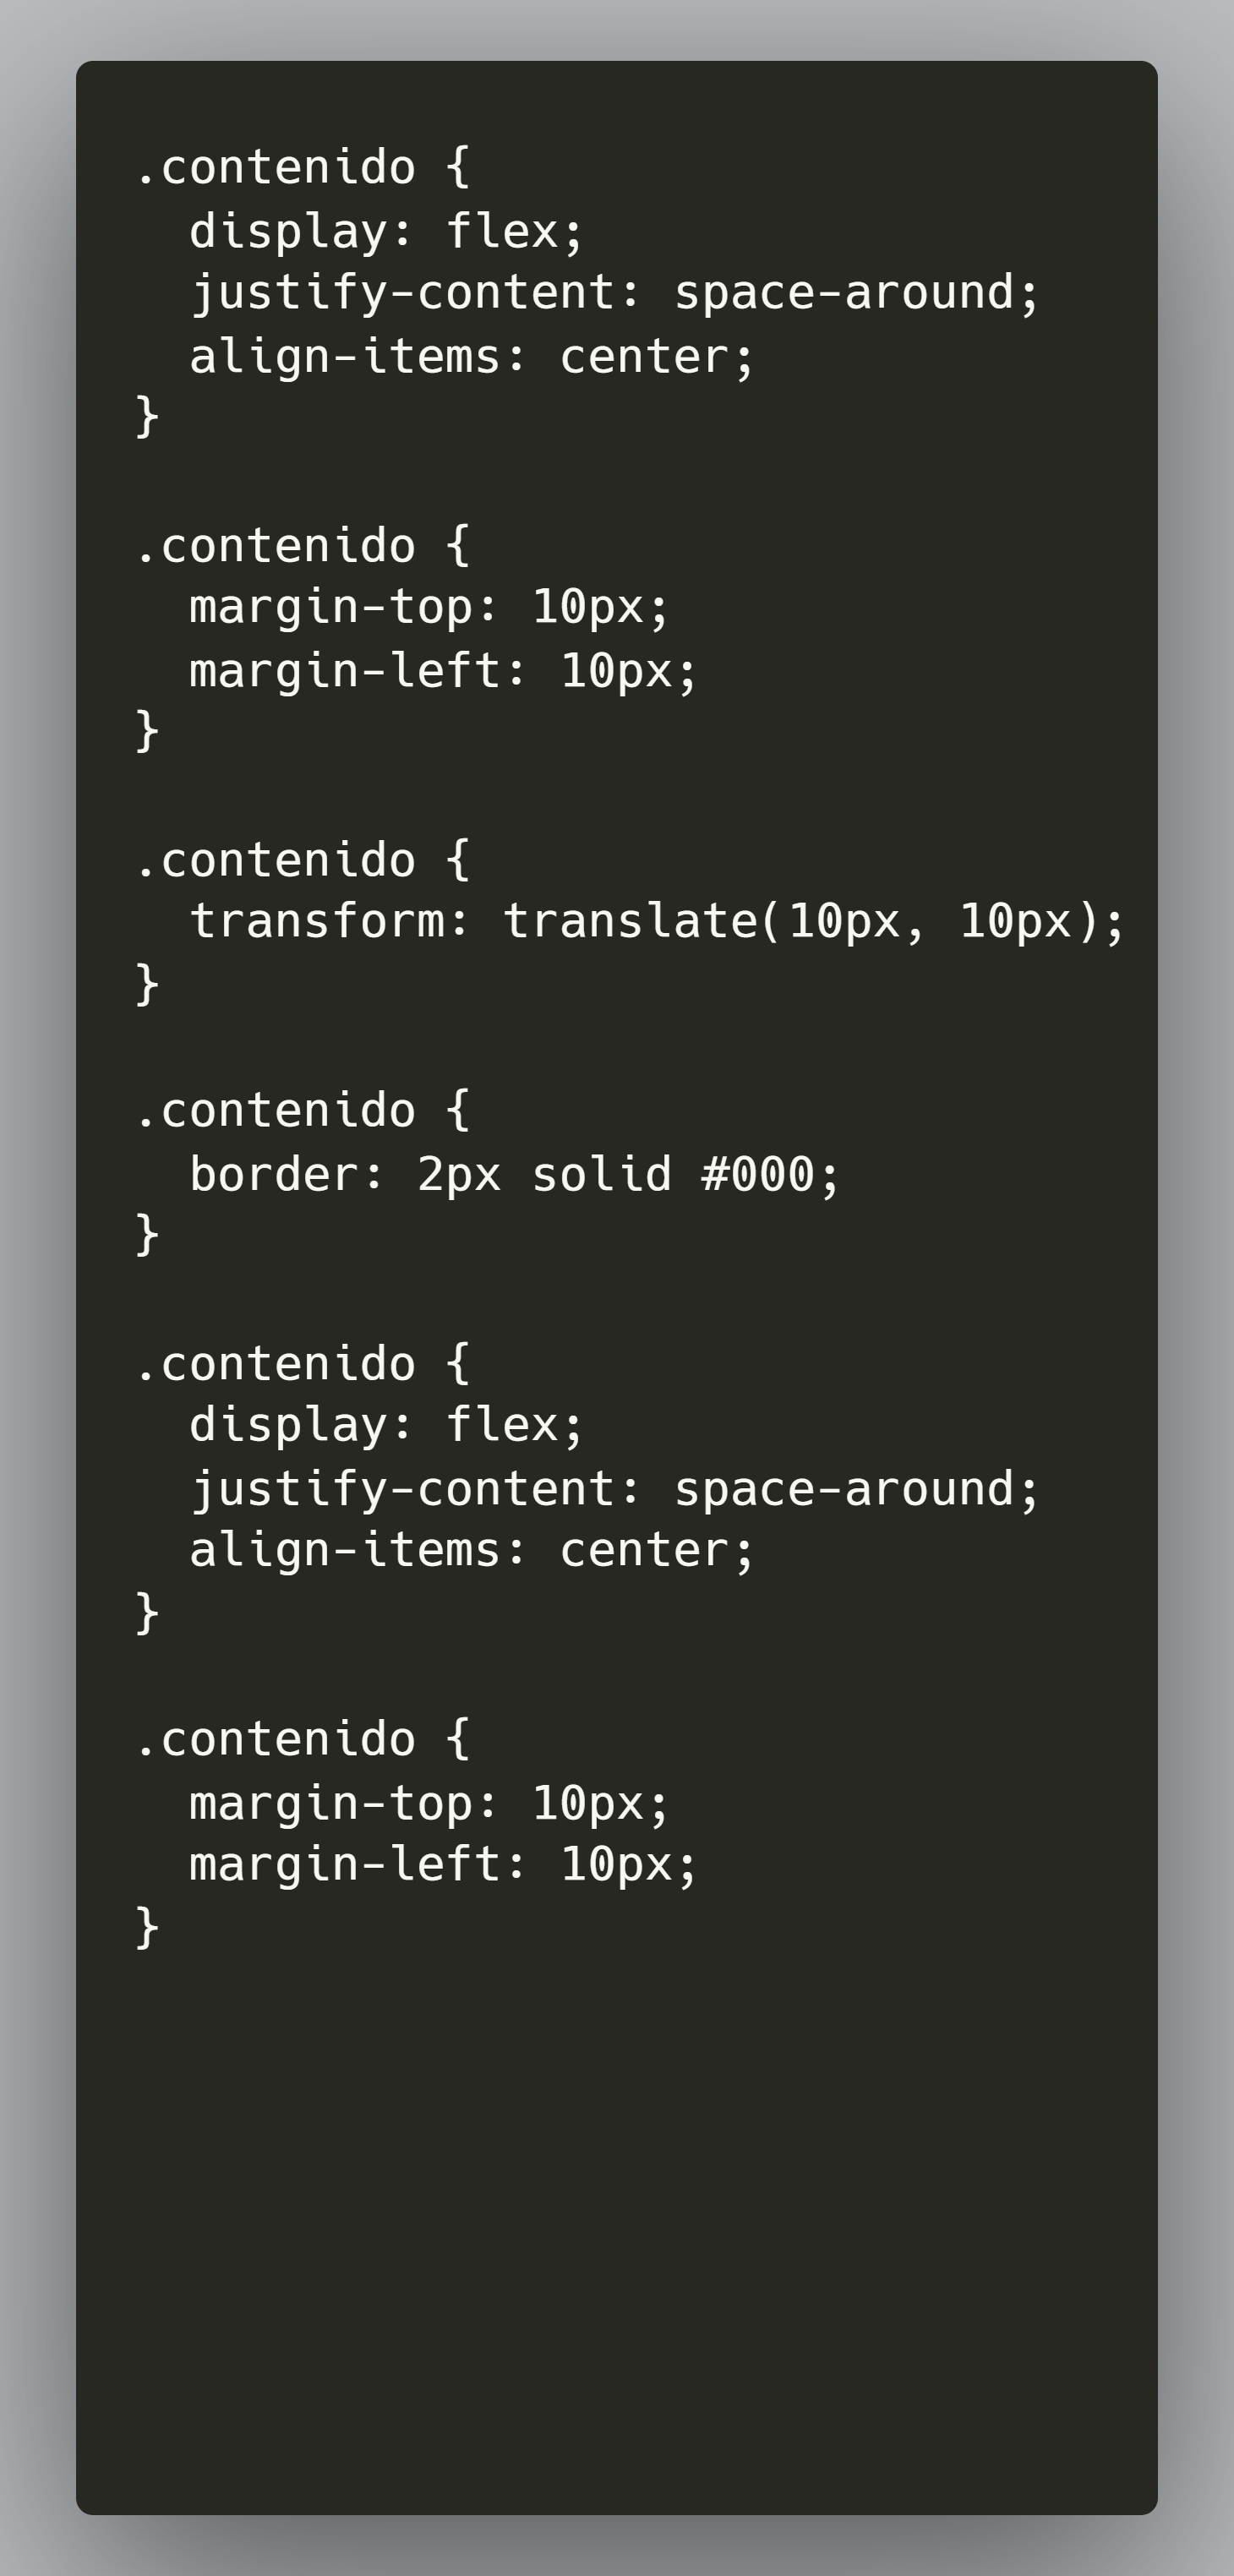 .contenido {
  display: flex;
  justify-content: space-around;
  align-items: center;
}

.contenido {
  margin-top: 10px;
  margin-left: 10px;
}

.contenido {
  transform: translate(10px, 10px);
}

.contenido {
  border: 2px solid #000;
}

.contenido {
  display: flex;
  justify-content: space-around;
  align-items: center;
}

.contenido {
  margin-top: 10px;
  margin-left: 10px;
}